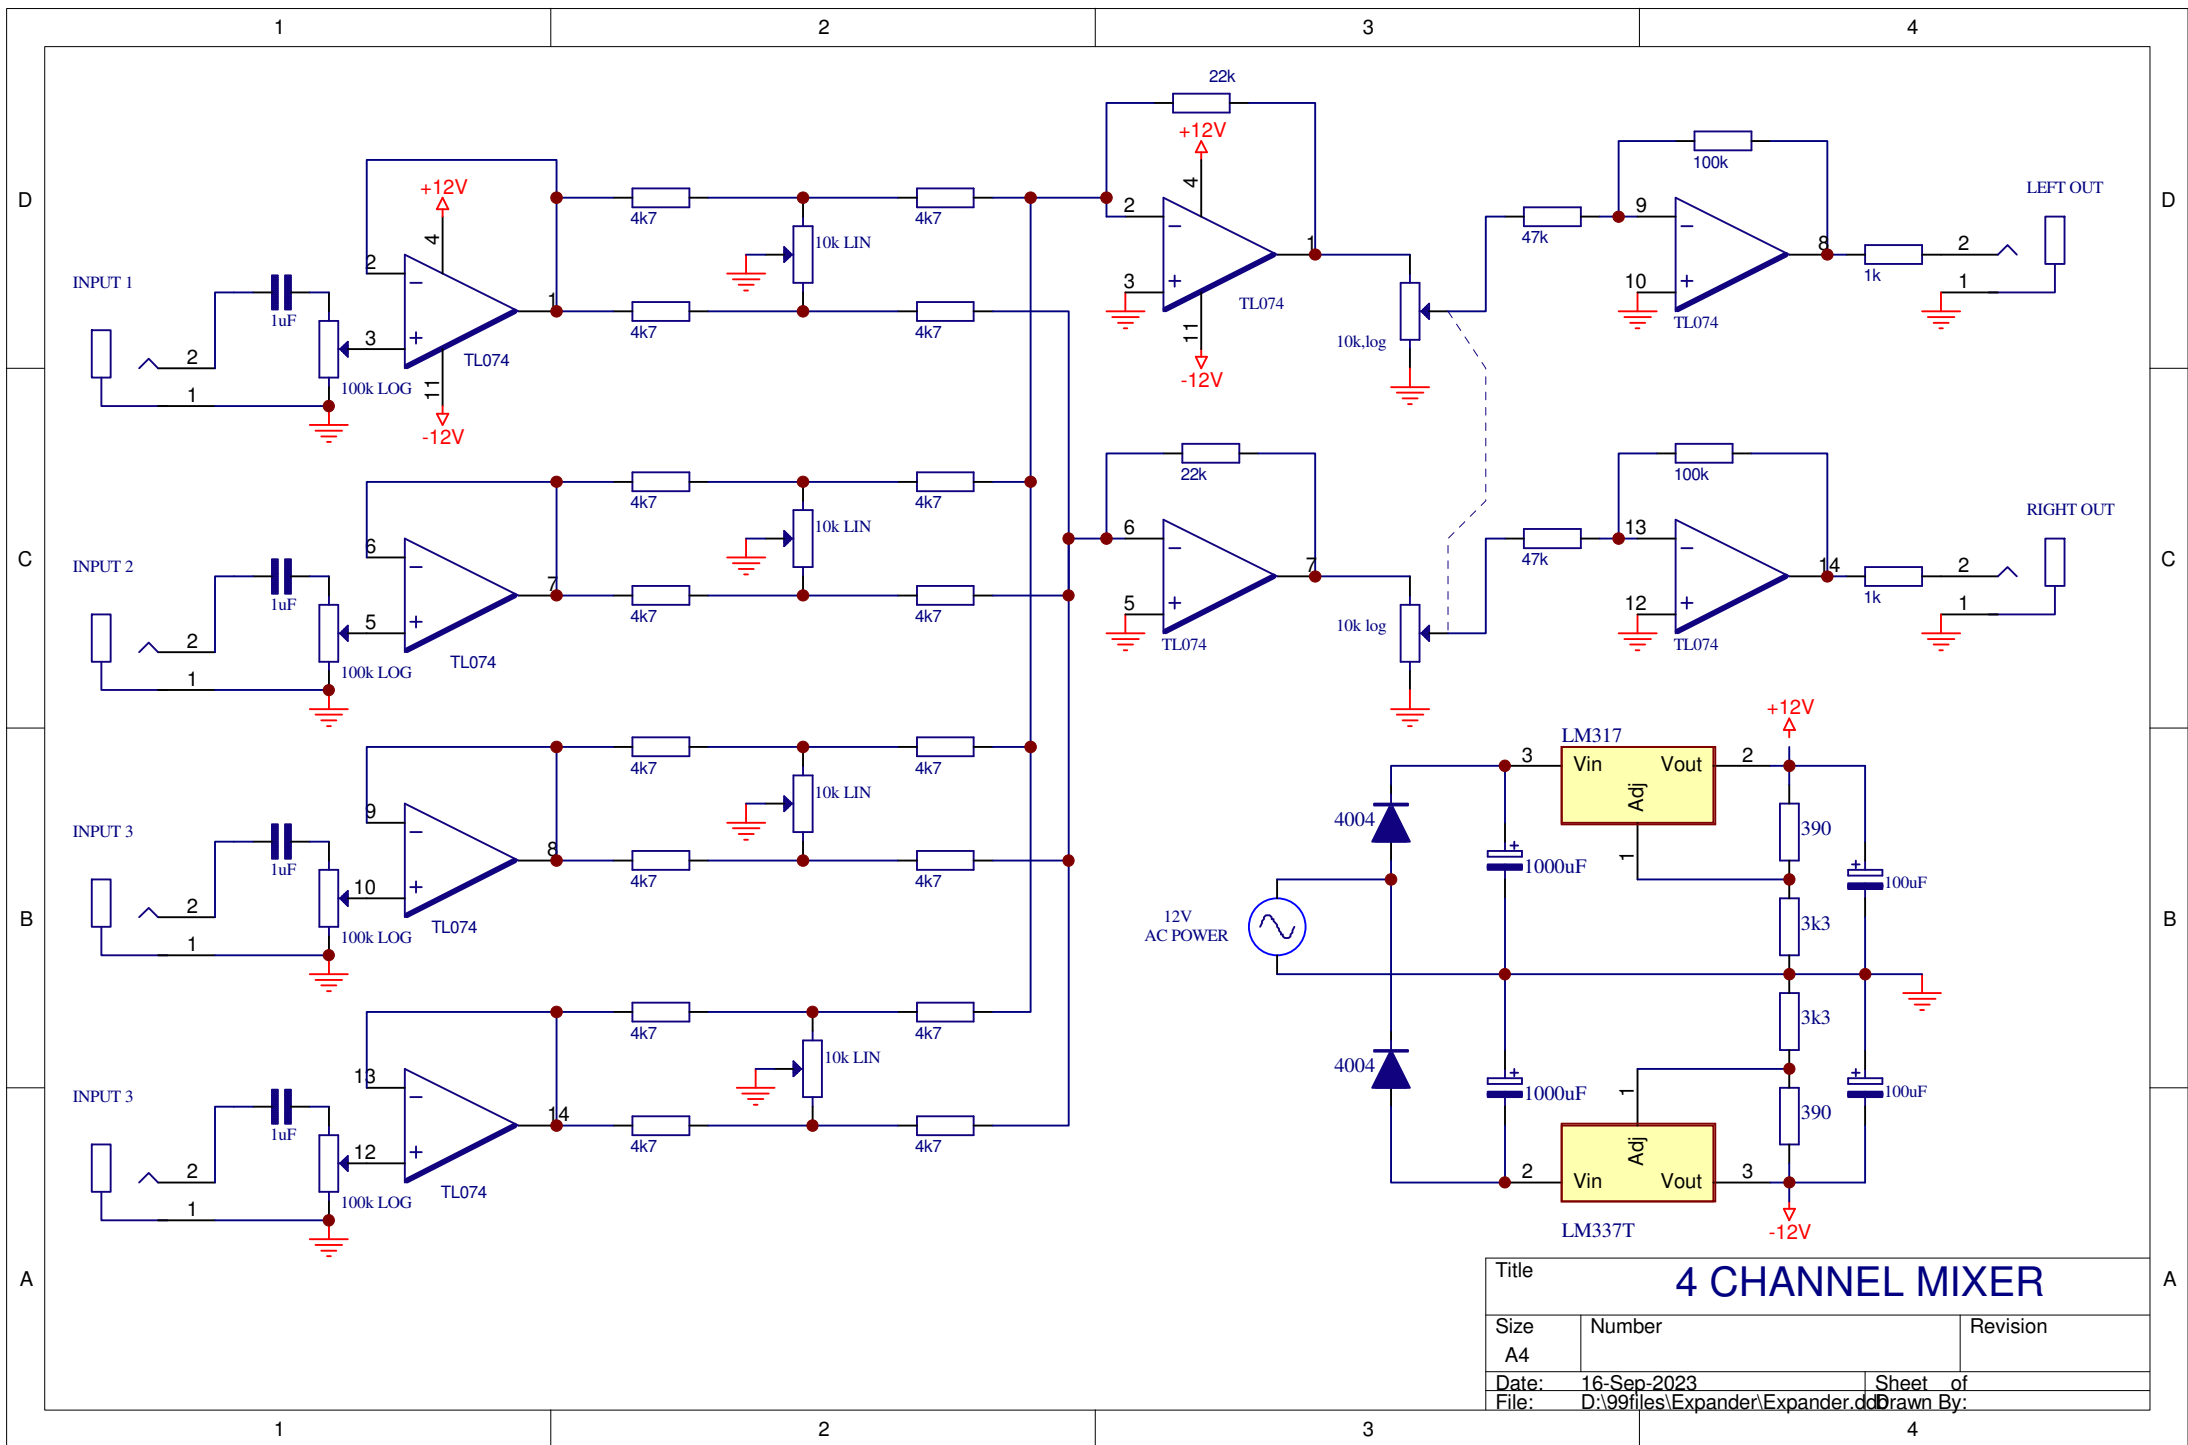 1 2 3 4
D
C
B
A
D
C
B
A
1 2 3 4
INPUT 1
2
1
1uF
100k LOG
3
2
+12V
4
11
-12V
1
TL074
4k7
4k7
10k LIN
4k7
4k7
INPUT 2
2
1
1uF
100k LOG
5
6
7
TL074
4k7
4k7
10k LIN
4k7
4k7
INPUT 3
2
1
1uF
100k LOG
10
9
8
TL074
4k7
4k7
10k LIN
4k7
4k7
INPUT 3
2
1
1uF
100k LOG
12
13
14
TL074
4k7
4k7
10k LIN
4k7
4k7
22k
+12V
4
2
3
1
11
-12V
TL074
10k,log
47k
100k
9
10
8
TL074
1k
2
1
LEFT OUT
22k
6
5
7
TL074
10k log
47k
100k
13
12
14
TL074
1k
2
1
RIGHT OUT
12V
AC POWER
4004
4004
1000uF
1000uF
LM317
3
Vin
Vout
Adj
2
1
+12V
390
3k3
100uF
3k3
390
100uF
1
Adj
2
Vin
Vout
3
LM337T
-12V
Title
4 CHANNEL MIXER
Size
A4
Number
Revision
Date: 16-Sep-2023
Sheet of
File: D:\99files\Expander\Expander.ddb
Drawn By: